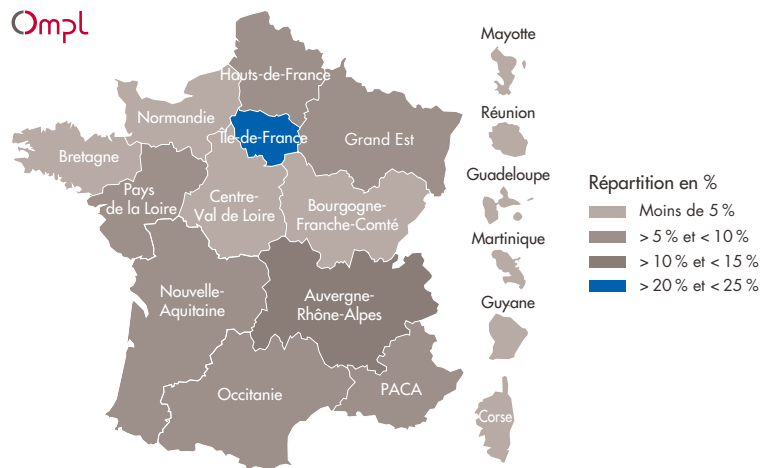 Ompl
Mayotte
Hauts-de-France
Normandie
Réunion
Île-de-France
Grand Est
Bretagne
Guadeloupe
Pays
de la Loire
Centre-
Val de Loire
Bourgogne-
Franche-Comté
Martinique
Nouvelle-
Aquitaine
Auvergne-
Rhône-Alpes
Guyane
Occitanie
PACA
Corse
Répartition en %
Moins de 5 %
> 5 % et < 10 %
> 10 % et < 15 %
> 20 % et < 25 %